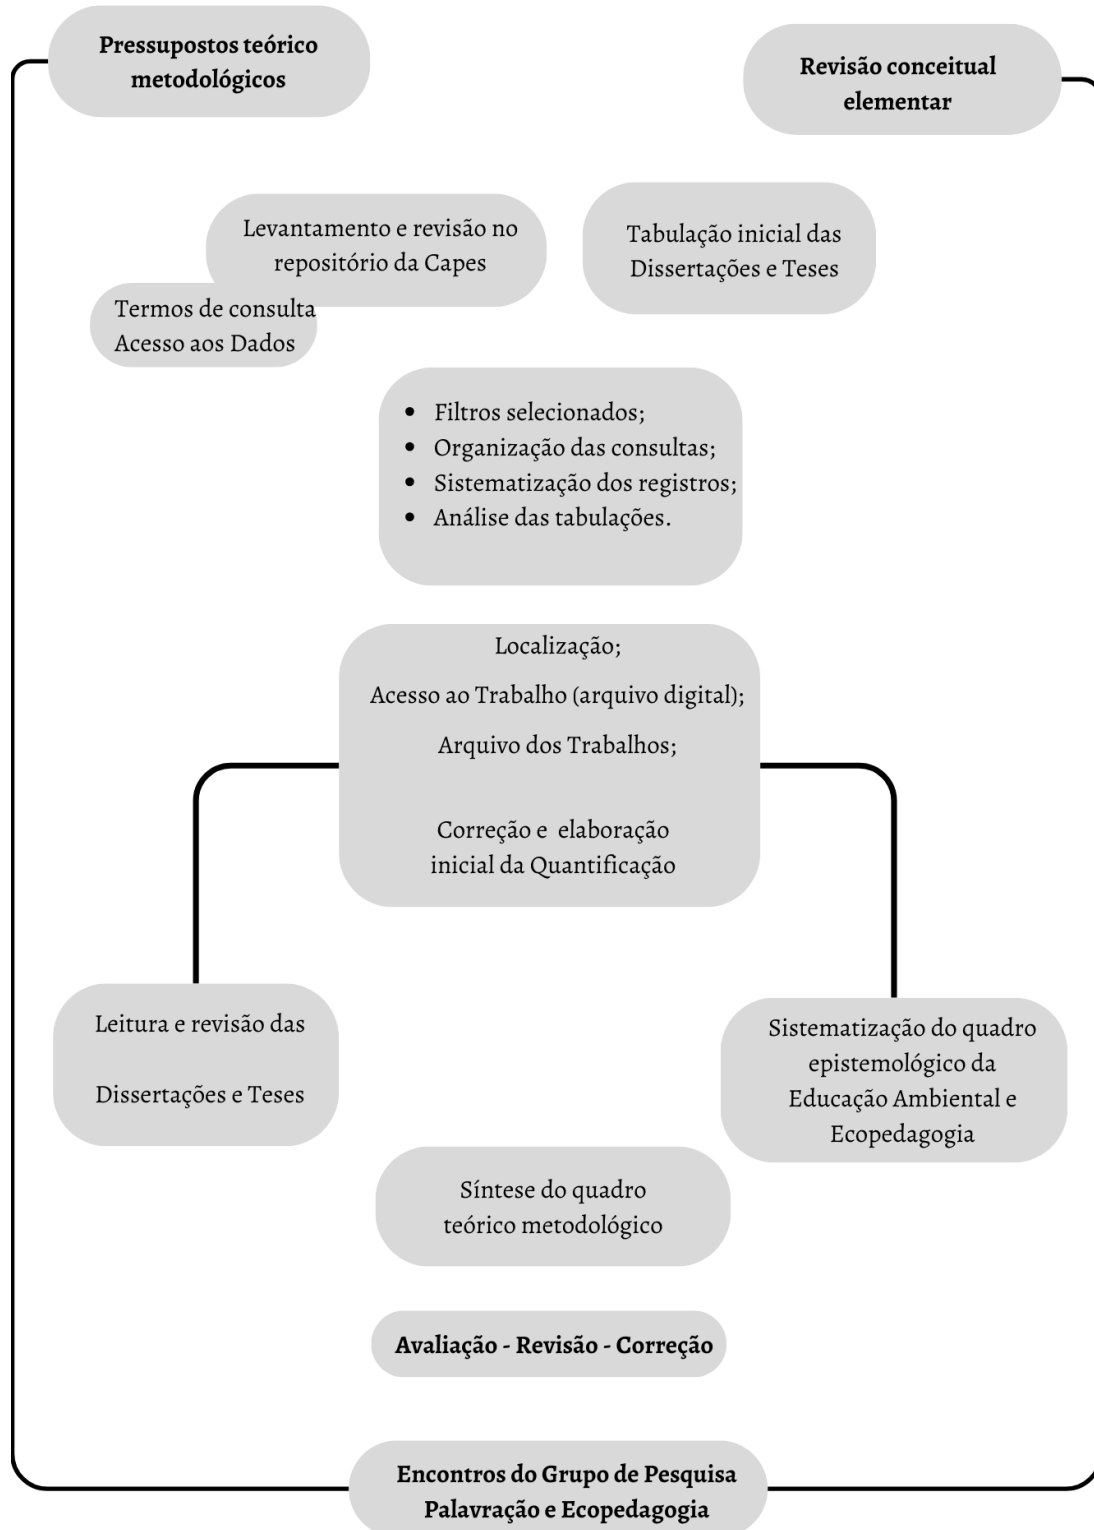 Pressupostos teórico
metodológicos
Revisão conceitual
elementar
Levantamento e revisão no
repositório da Capes
Tabulação inicial das
Dissertações e Teses
Termos de consulta
Acesso aos Dados
• Filtros selecionados;
• Organização das consultas;
• Sistematização dos registros;
• Análise das tabulações.
Localização;
Acesso ao Trabalho (arquivo digital);
Arquivo dos Trabalhos;
Correção e elaboração
inicial da Quantificação
Leitura e revisão das
Dissertações e Teses
Sistematização do quadro
epistemológico da
Educação Ambiental e
Ecopedagogia
Síntese do quadro
teórico metodológico
Avaliação - Revisão - Correção
Encontros do Grupo de Pesquisa
Palavração e Ecopedagogia